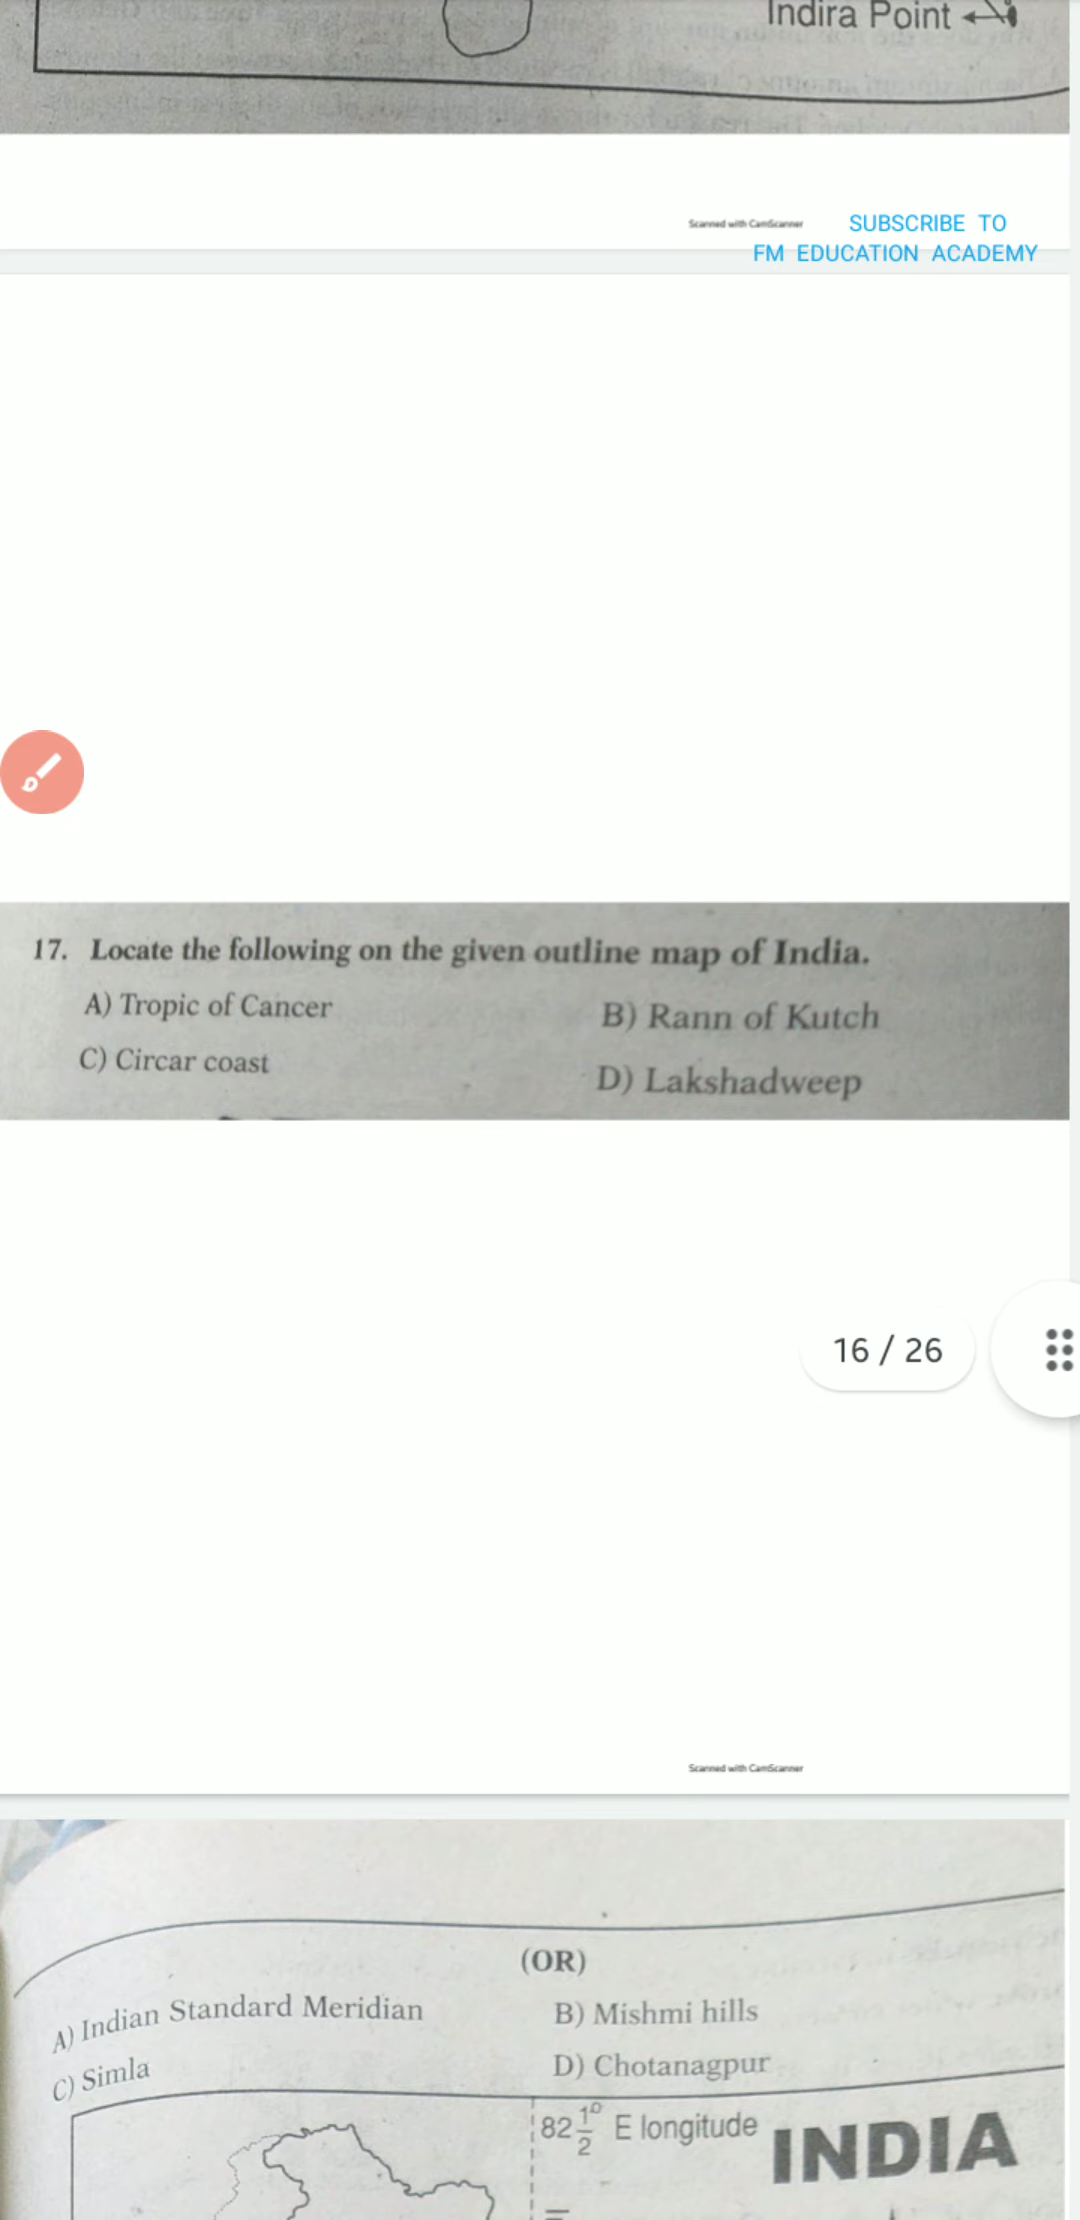 Indira Point
Scanned with CamScanner
SUBSCRIBE TO
FM EDUCATION ACADEMY
17. Locate the following on the given outline map of India.
A) Tropic of Cancer
B) Rann of Kutch
C) Circar coast
D) Lakshadweep
16 / 26
Scanned with CamScanner
(OR)
A) Indian Standard Meridian
B) Mishmi hills
C) Simla
D) Chotanagpur
82 1/2° E longitude
INDIA